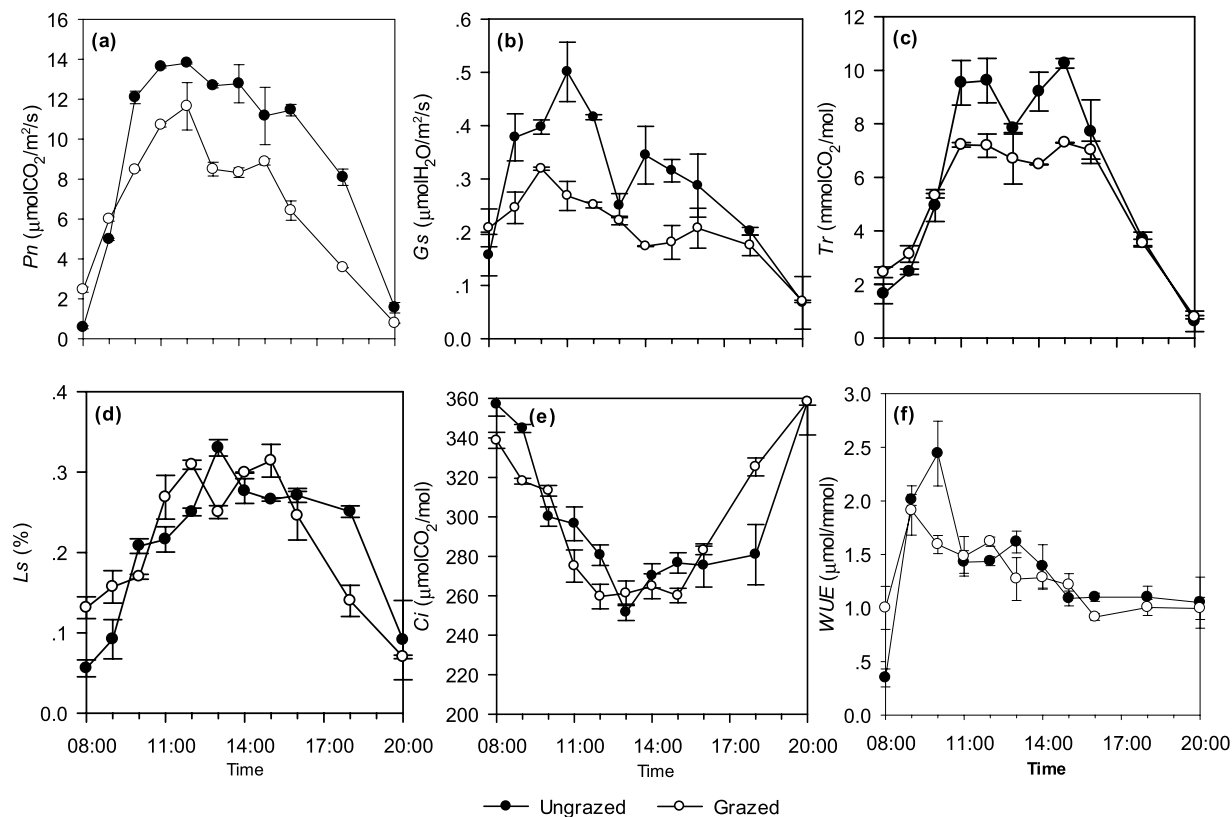 (a)
Pn (μmolCO₂/m²/s)
16
14
12
10
8
6
4
2
0
(b)
Gs (μmolH₂O/m²/s)
.6
.5
.4
.3
.2
.1
0.0
(c)
Tr (mmolCO₂/mol)
12
10
8
6
4
2
0
(d)
Ls (%)
.4
.3
.2
.1
0.0
08:00 11:00 14:00 17:00 20:00
Time
(e)
Ci (μmolCO₂/mol)
360
340
320
300
280
260
240
220
200
08:00 11:00 14:00 17:00 20:00
Time
(f)
WUE (μmol/mmol)
3.0
2.5
2.0
1.5
1.0
.5
0.0
08:00 11:00 14:00 17:00 20:00
Time
Ungrazed Grazed